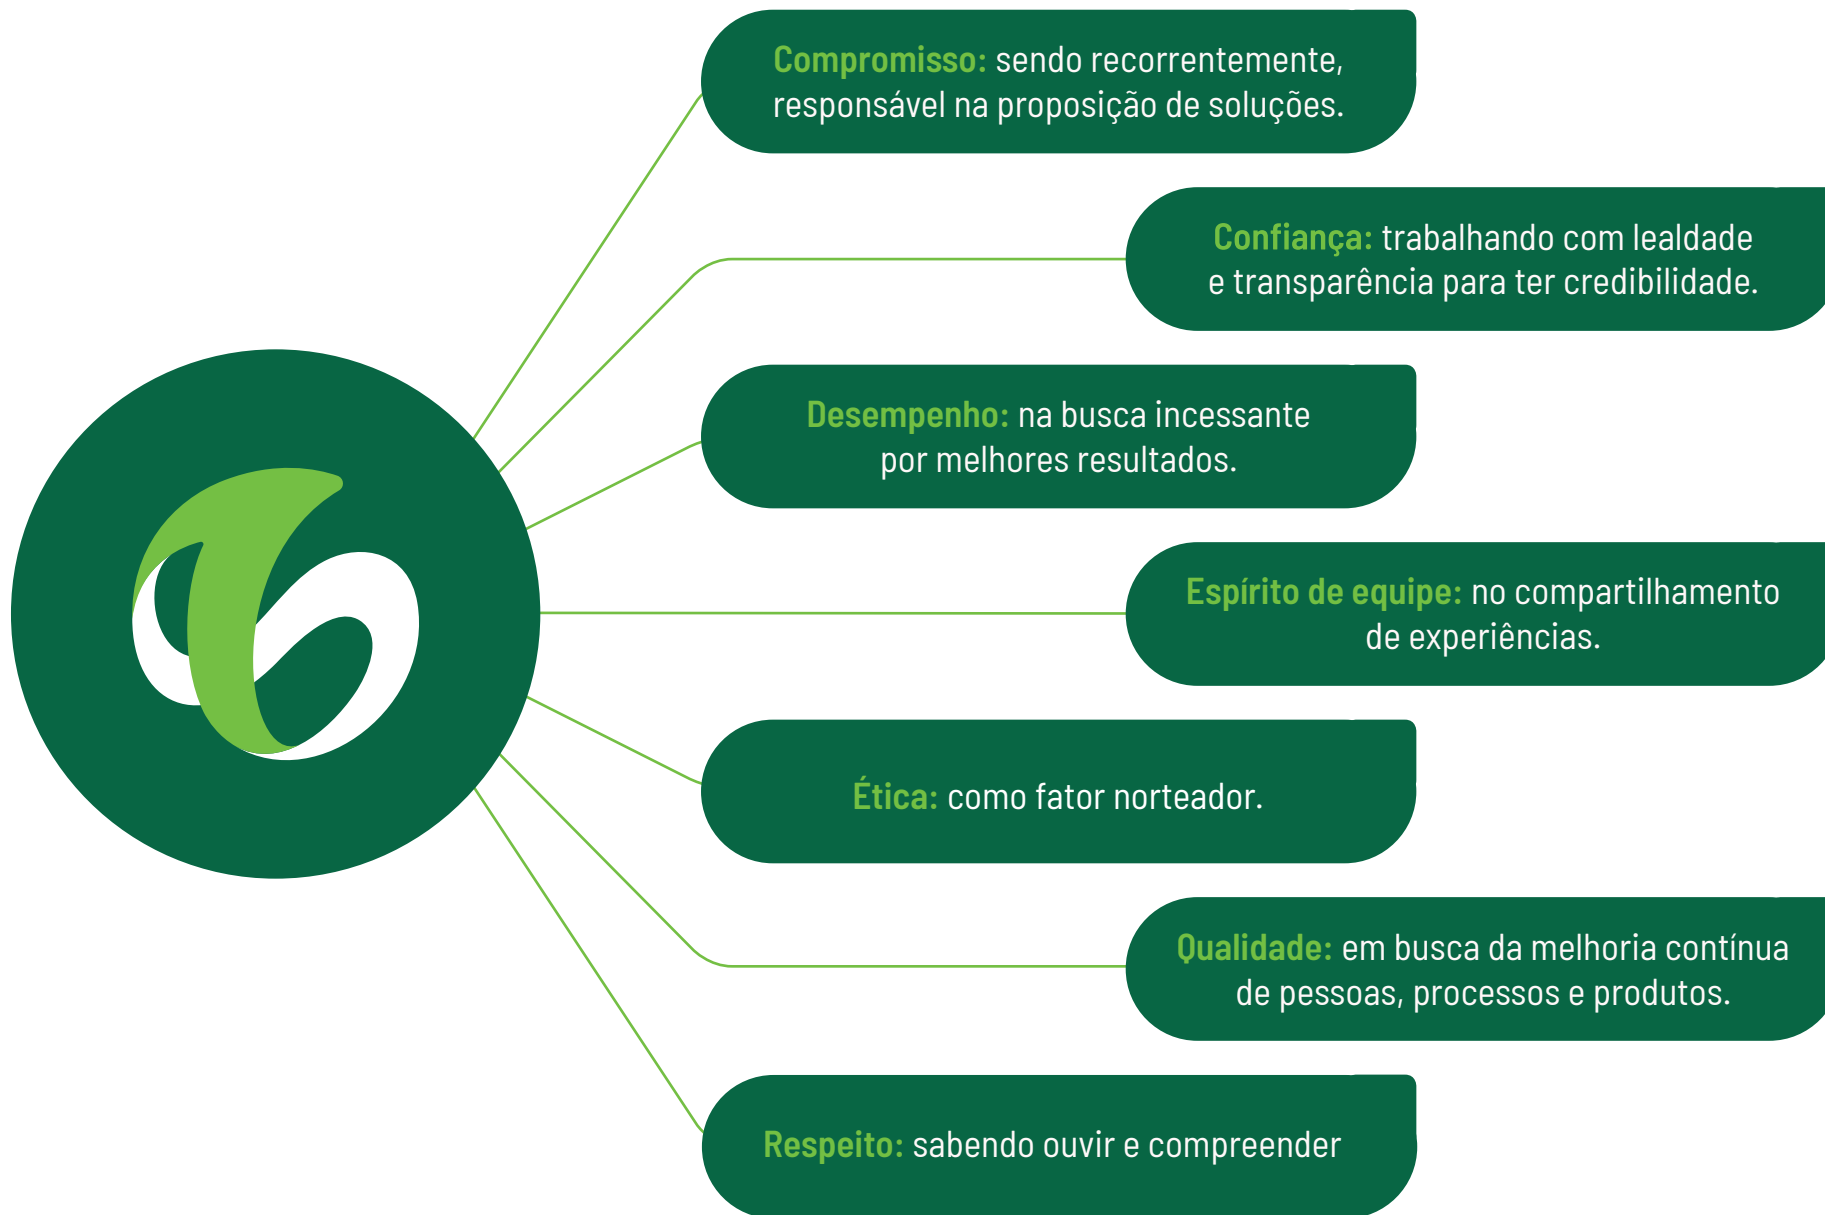 Compromisso: sendo recorrentemente,
responsável na proposição de soluções.
Confiança: trabalhando com lealdade
e transparência para ter credibilidade.
Desempenho: na busca incessante
por melhores resultados.
Espírito de equipe: no compartilhamento
de experiências.
Ética: como fator norteador.
Qualidade: em busca da melhoria contínua
de pessoas, processos e produtos.
Respeito: sabendo ouvir e compreender